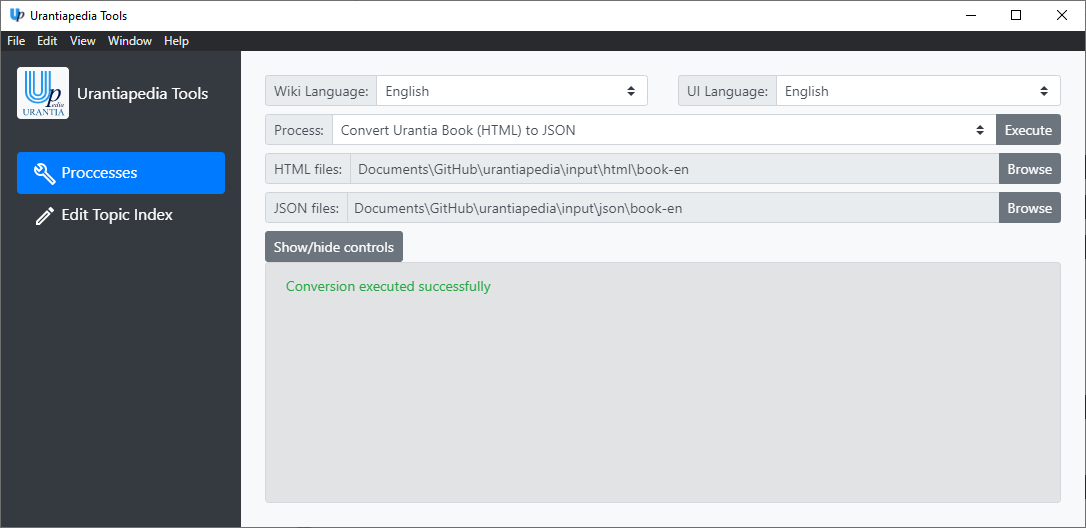 Urantiapedia Tools
File Edit View Window Help
Up
edia
URANTIA
Urantiapedia Tools
Proccesses
Edit Topic Index
Wiki Language: English
UI Language: English
Process: Convert Urantia Book (HTML) to JSON Execute
HTML files: Documents\GitHub\urantiapedia\input\html\book-en Browse
JSON files: Documents\GitHub\urantiapedia\input\json\book-en Browse
Show/hide controls
Conversion executed successfully